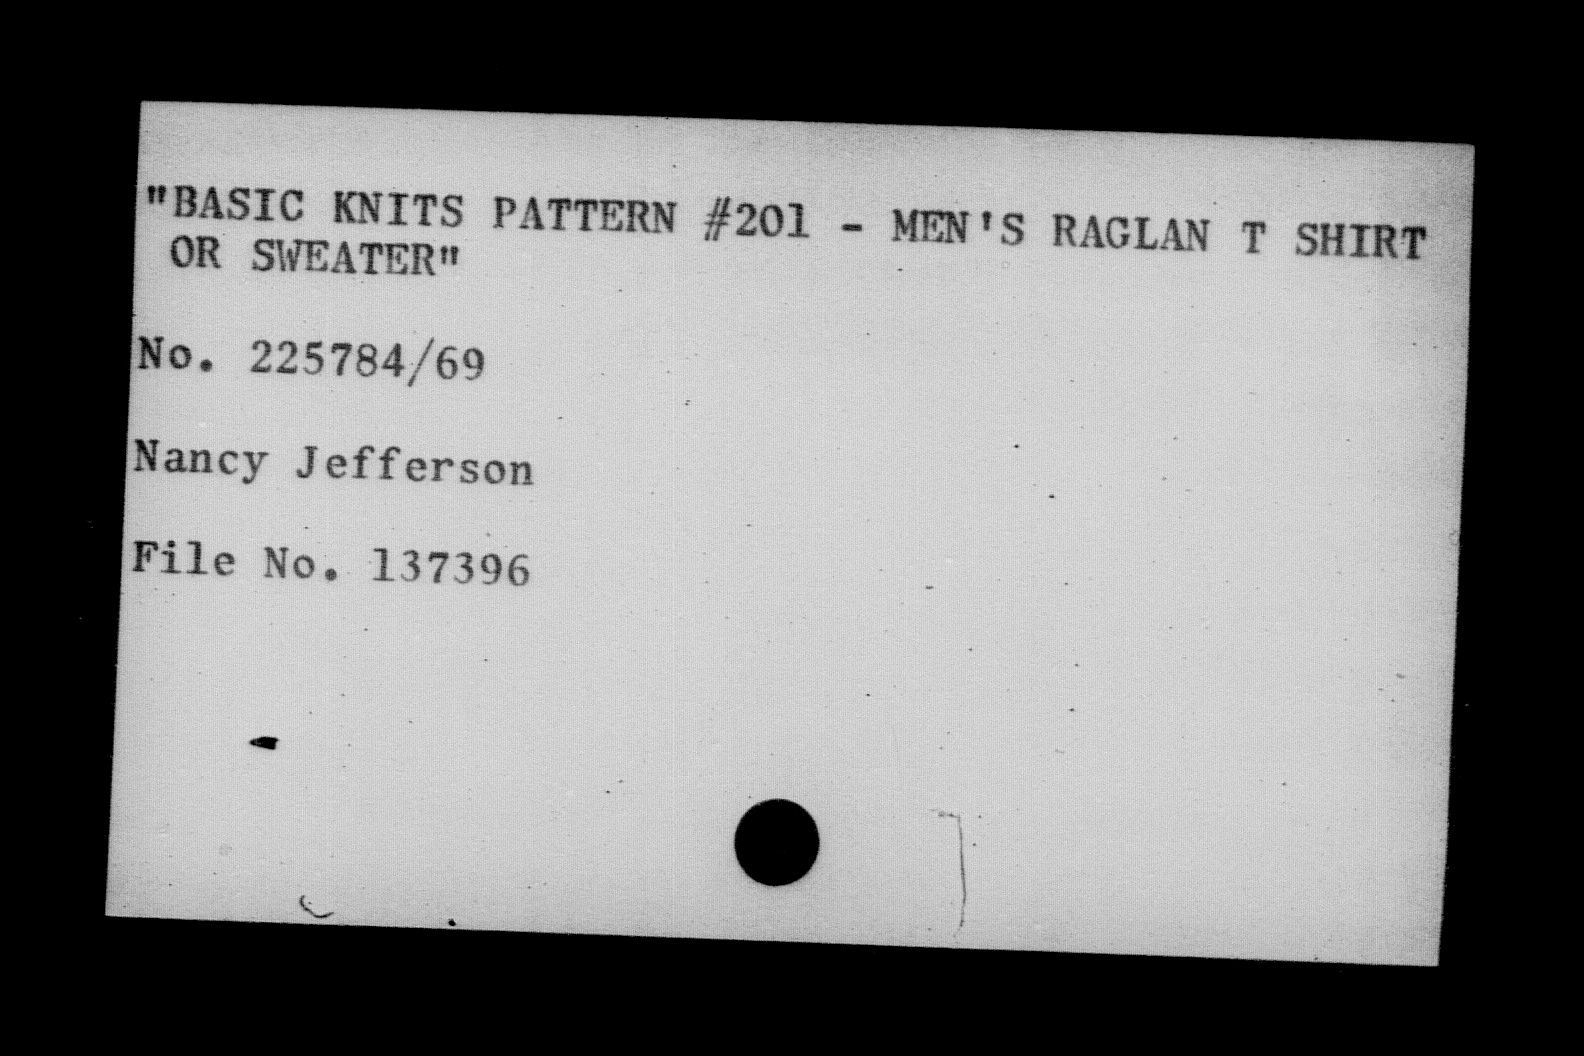 "BASIC KNITS PATTERN #201 - MEN'S RAGLAN T SHIRT
OR SWEATER"
No. 225784/69
Nancy Jefferson
File No. 137396